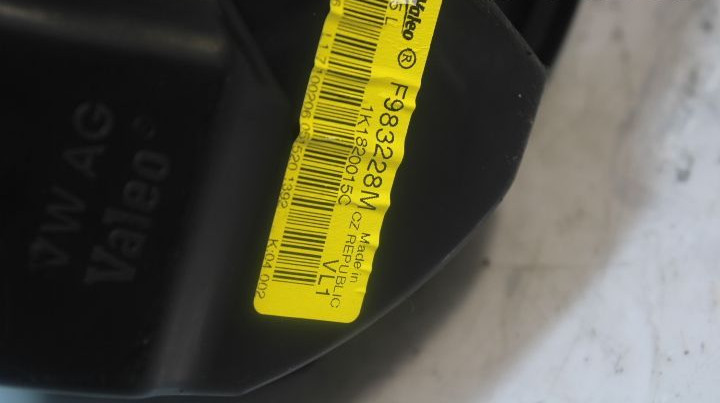 Valeo ®
F983228M
1K1820015C
Made in
CZ REPUBLIC
VL1
K04 002
VW AG
Valeo